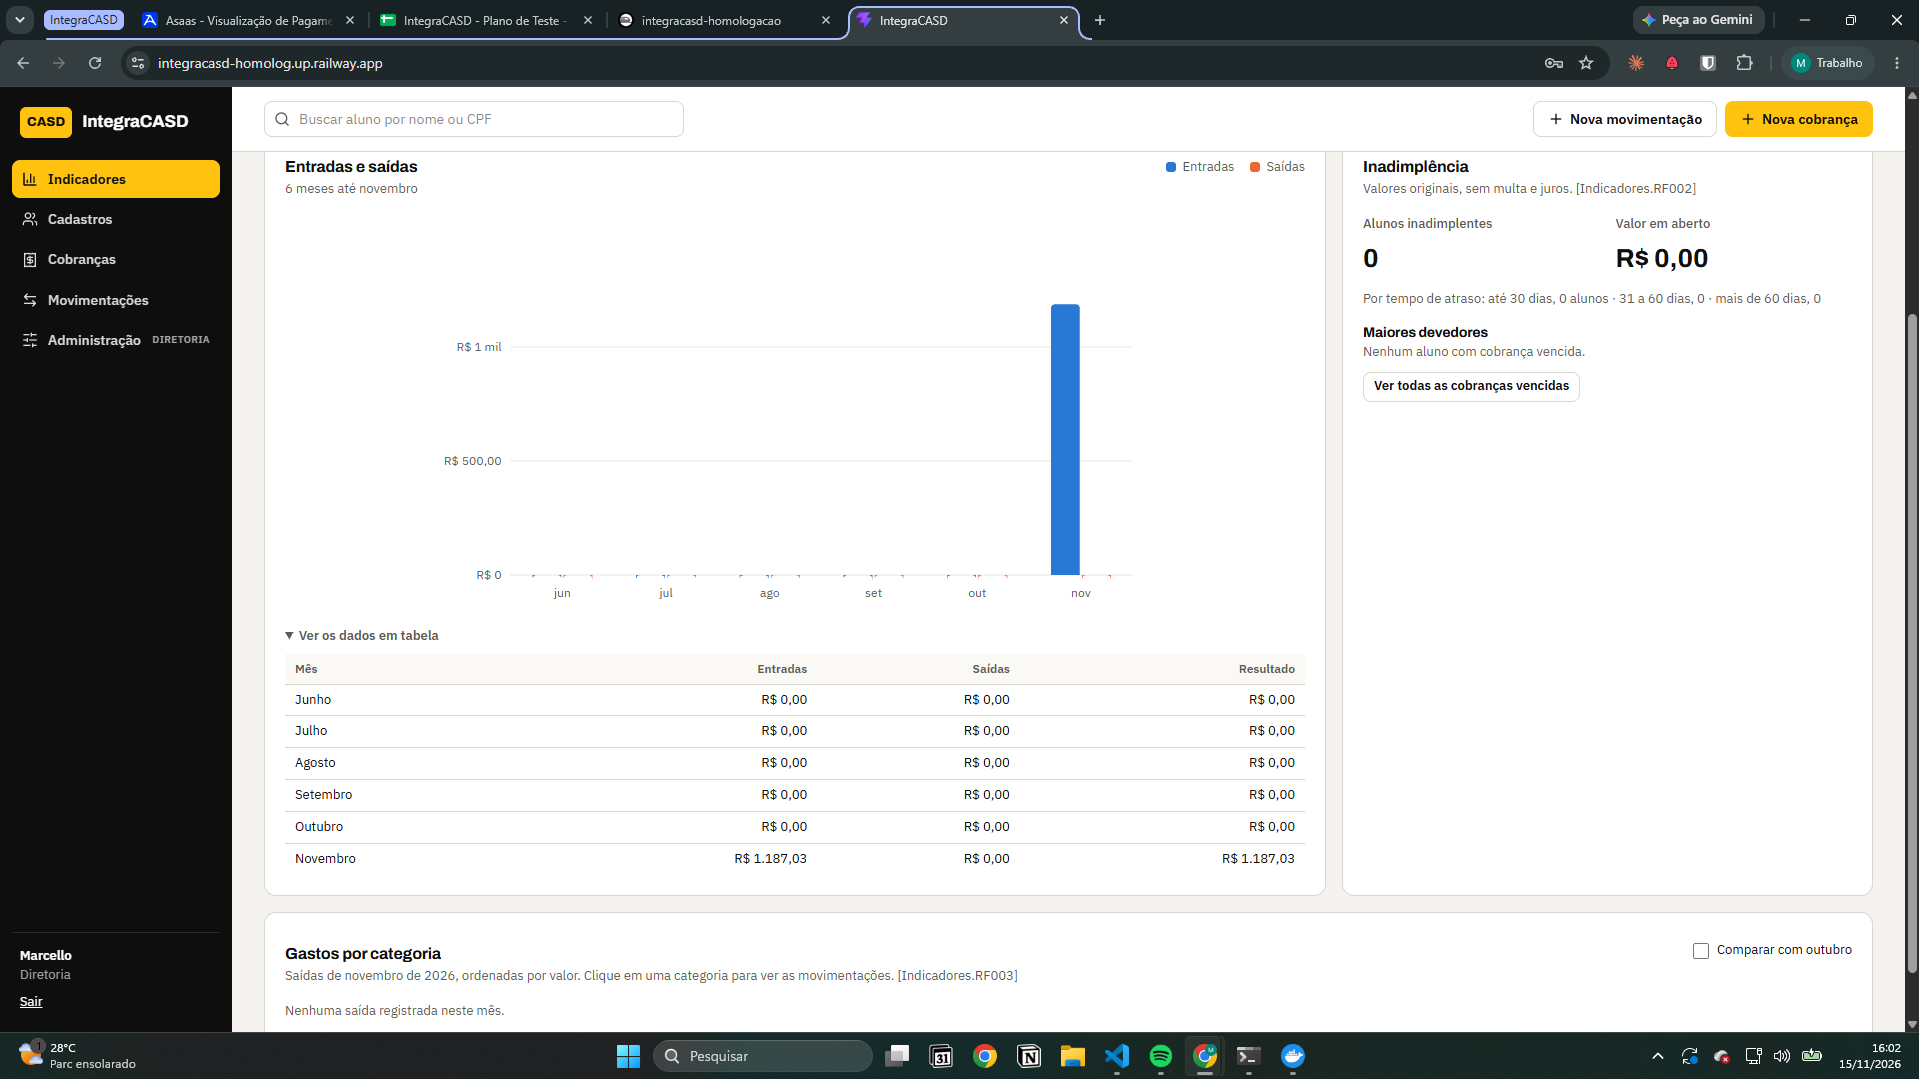 IntegraCASD
Asaas - Visualização de Pagame
IntegraCASD - Plano de Teste -
integracasd-homologacao
IntegraCASD
Peça ao Gemini
integracasd-homolog.up.railway.app
M Trabalho
CASD IntegraCASD
Buscar aluno por nome ou CPF
+ Nova movimentação
+ Nova cobrança
Indicadores
Cadastros
Cobranças
Movimentações
Administração DIRETORIA
Marcello
Diretoria
Sair
Entradas e saídas
6 meses até novembro
Entradas
Saídas
R$ 1 mil
R$ 500,00
R$ 0
jun jul ago set out nov
Ver os dados em tabela
Mês Entradas Saídas Resultado
Junho R$ 0,00 R$ 0,00 R$ 0,00
Julho R$ 0,00 R$ 0,00 R$ 0,00
Agosto R$ 0,00 R$ 0,00 R$ 0,00
Setembro R$ 0,00 R$ 0,00 R$ 0,00
Outubro R$ 0,00 R$ 0,00 R$ 0,00
Novembro R$ 1.187,03 R$ 0,00 R$ 1.187,03
Inadimplência
Valores originais, sem multa e juros. [Indicadores.RF002]
Alunos inadimplentes
0
Valor em aberto
R$ 0,00
Por tempo de atraso: até 30 dias, 0 alunos · 31 a 60 dias, 0 · mais de 60 dias, 0
Maiores devedores
Nenhum aluno com cobrança vencida.
Ver todas as cobranças vencidas
Gastos por categoria
Saídas de novembro de 2026, ordenadas por valor. Clique em uma categoria para ver as movimentações. [Indicadores.RF003]
Comparar com outubro
Nenhuma saída registrada neste mês.
1
28°C
Parc ensolarado
Pesquisar
31
16:02
15/11/2026